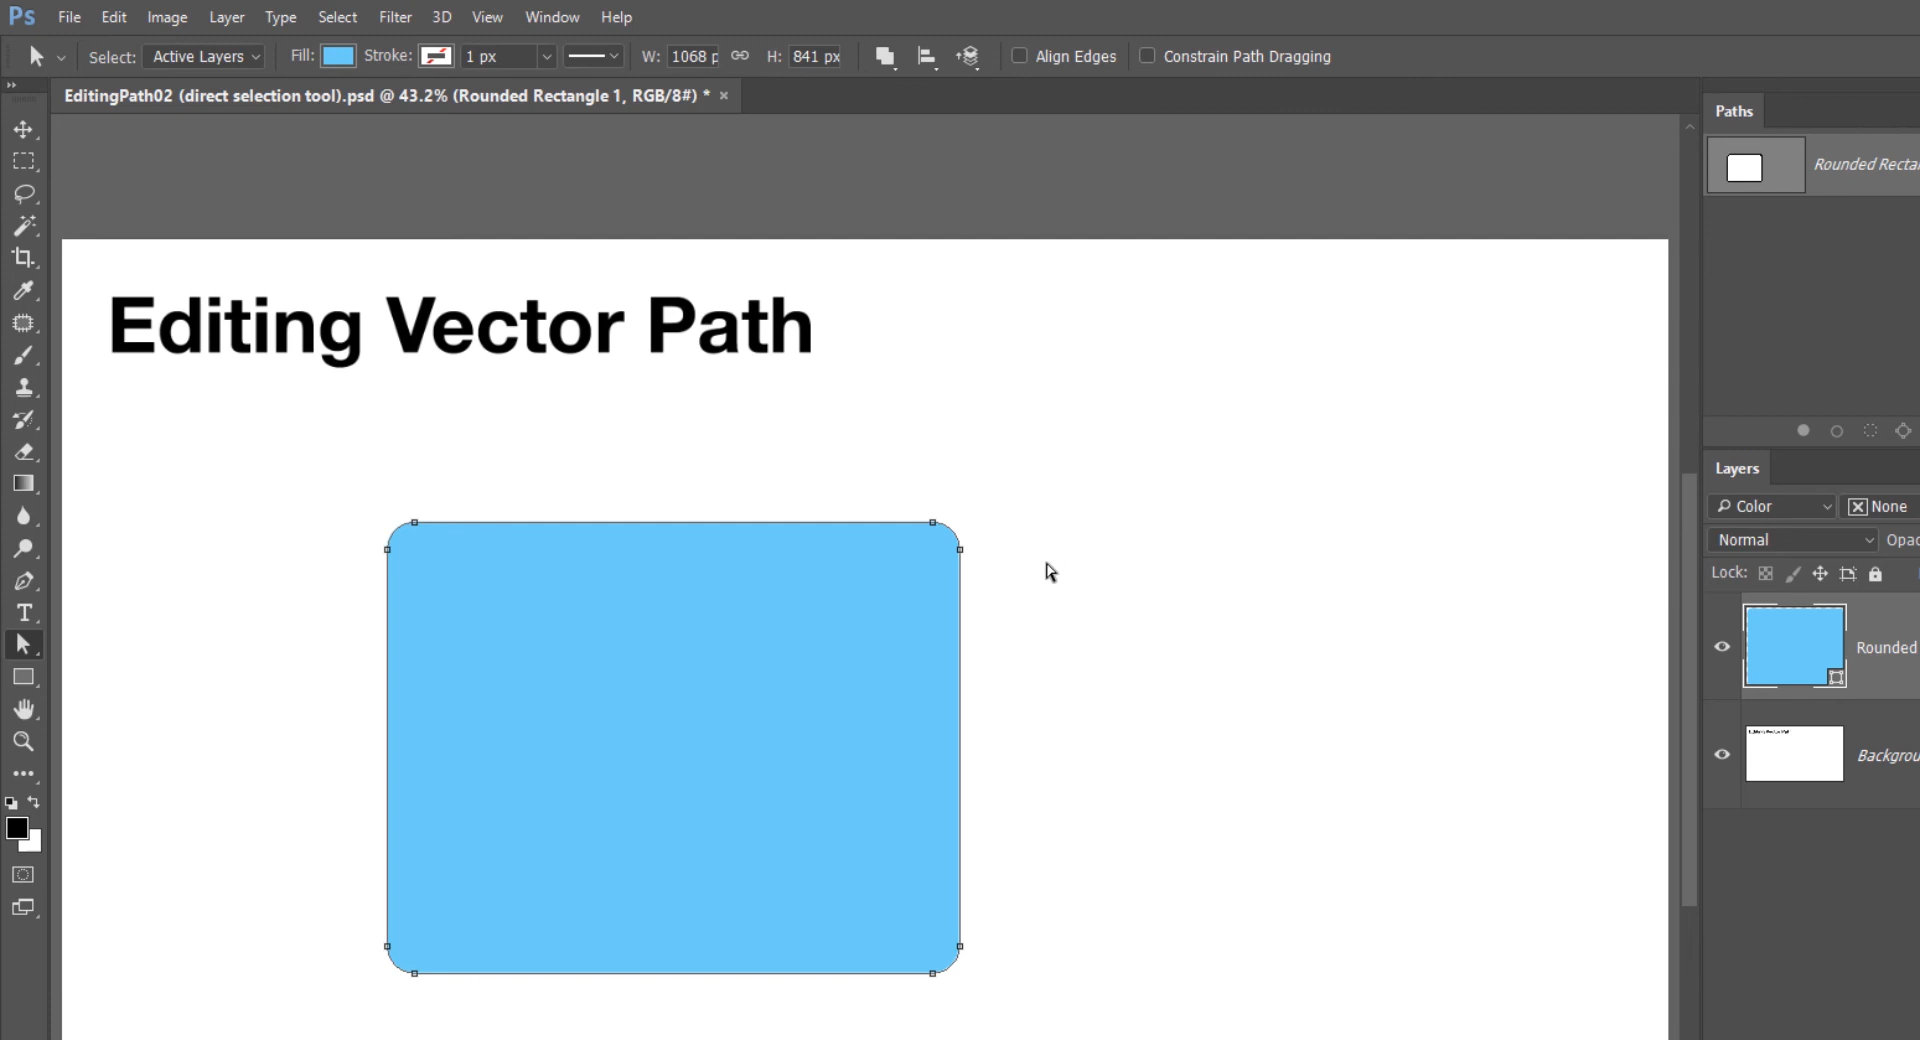 Ps File Edit Image Layer Type Select Filter 3D View Window Help
Select: Active Layers Fill: Stroke: 1 px W: 1068 p H: 841 px Align Edges Constrain Path Dragging
EditingPath02 (direct selection tool).psd @ 43.2% (Rounded Rectangle 1, RGB/8#) * ×
Paths
Rounded Recta
Editing Vector Path
Layers
Color None
Normal Opac
Lock:
Rounded
Backgrou